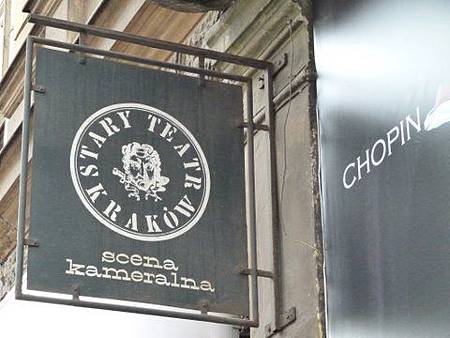 STARY TEATR
KRAKÓW
scena
kameralna
CHOPIN